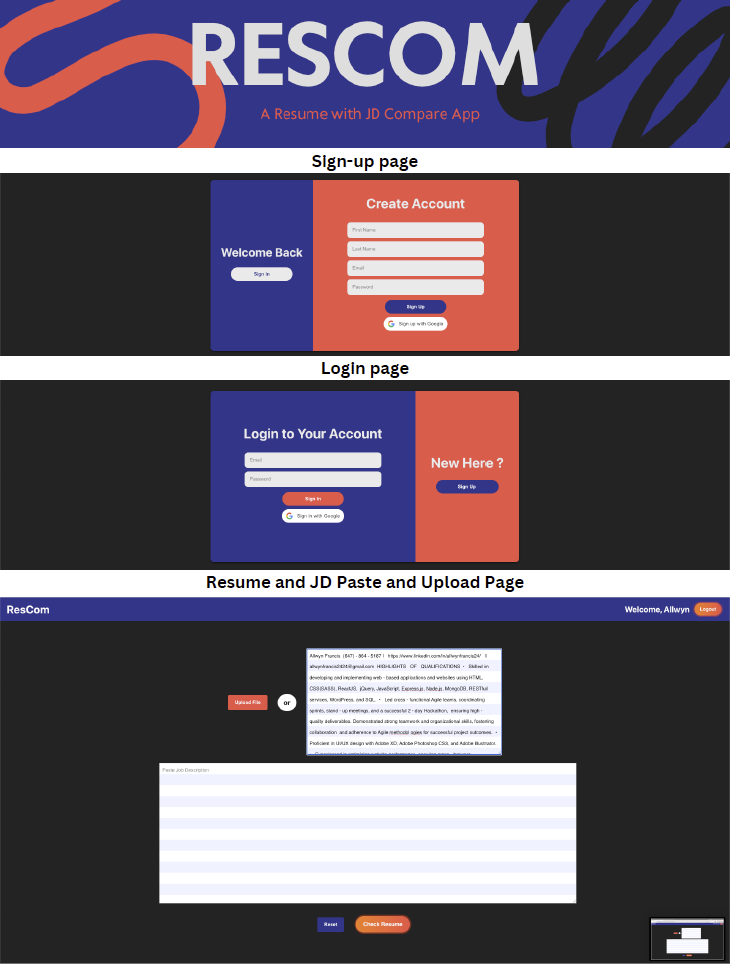 RESCOM
A Resume with JD Compare App
Sign-up page
Create Account
First Name
Last Name
Welcome Back
Email
Sign In
Password
Sign Up
Sign up with Google
Login page
Login to Your Account
Email
New Here ?
Password
Sign Up
Sign In
Sign in with Google
Resume and JD Paste and Upload Page
ResCom
Welcome, Allwyn
Logout
Allwyn Francis (647) - 864 - 5187 | https://www.linkedin.com/in/allwynfrancis24/ |
allwynfrancis2424@gmail.com HIGHLIGHTS OF QUALIFICATIONS • Skilled in
developing and implementing web - based applications and websites using HTML,
CSS(SASS), ReactJS, jQuery, JavaScript, Express.js, Node.js, MongoDB, RESTfull
services, WordPress, and SQL. • Led cross - functional Agile teams, coordinating
sprints, stand - up meetings, and a successful 2 - day Hackathon, ensuring high -
quality deliverables. Demonstrated strong teamwork and organizational skills, fostering
collaboration and adherence to Agile methodol ogies for successful project outcomes. •
Proficient in UI/UX design with Adobe XD, Adobe Photoshop CS3, and Adobe Illustrator.
Upload File
or
Paste Job Description
Reset
Check Resume